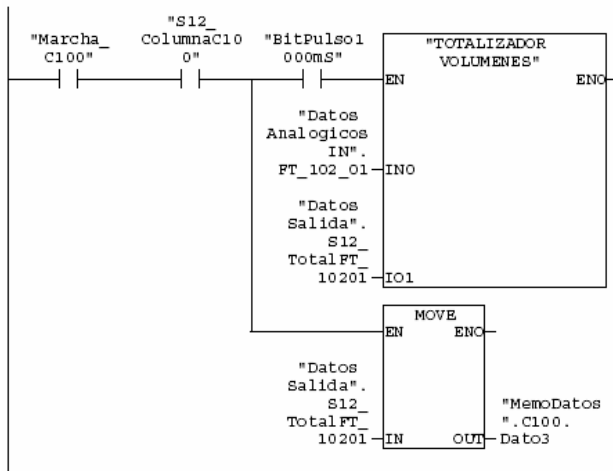 "S12_
"Marcha_
ColumnaC10
"BitPulso1
C100"
0"
000mS"
"TOTALIZADOR
VOLUMENES"
EN
ENO
"Datos
Analogicos
IN".
FT_102_01
IN0
"Datos
Salida".
S12_
TotalFT_
10201
IO1
MOVE
EN
ENO
"Datos
Salida".
S12_
TotalFT_
10201
IN
OUT
"MemoDatos
".C100.
Dato3